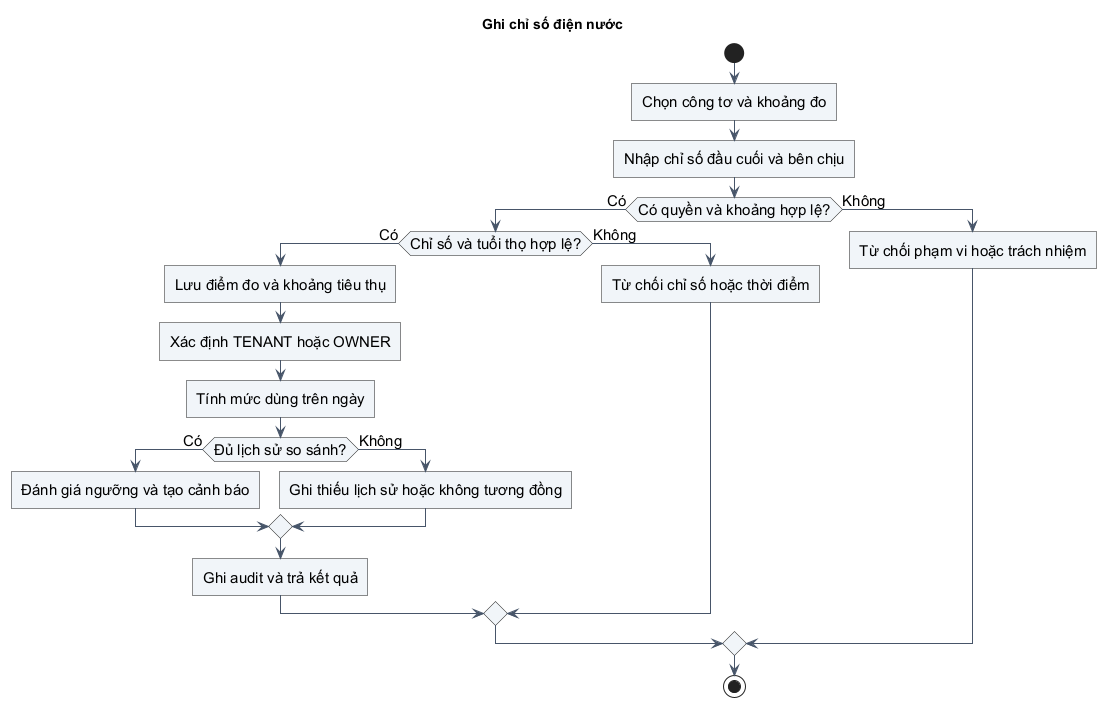 Ghi chỉ số điện nước
Chọn công tơ và khoảng đo
Nhập chỉ số đầu cuối và bên chịu
Có
Có quyền và khoảng hợp lệ?
Không
Có
Chỉ số và tuổi thọ hợp lệ?
Không
Từ chối phạm vi hoặc trách nhiệm
Lưu điểm đo và khoảng tiêu thụ
Từ chối chỉ số hoặc thời điểm
Xác định TENANT hoặc OWNER
Tính mức dùng trên ngày
Có
Đủ lịch sử so sánh?
Không
Đánh giá ngưỡng và tạo cảnh báo
Ghi thiếu lịch sử hoặc không tương đồng
Ghi audit và trả kết quả